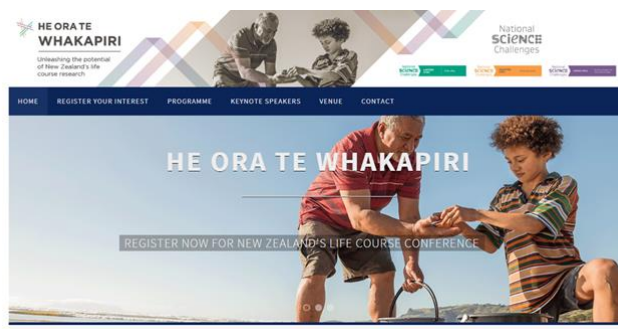 HE ORA TE
WHAKAPIRI
Unleashing the potential
of New Zealand's life
course research
National
SCIENCE
Challenges
HOME REGISTER YOUR INTEREST PROGRAMME KEYNOTE SPEAKERS VENUE CONTACT
HE ORA TE WHAKAPIRI
REGISTER NOW FOR NEW ZEALAND'S LIFE COURSE CONFERENCE